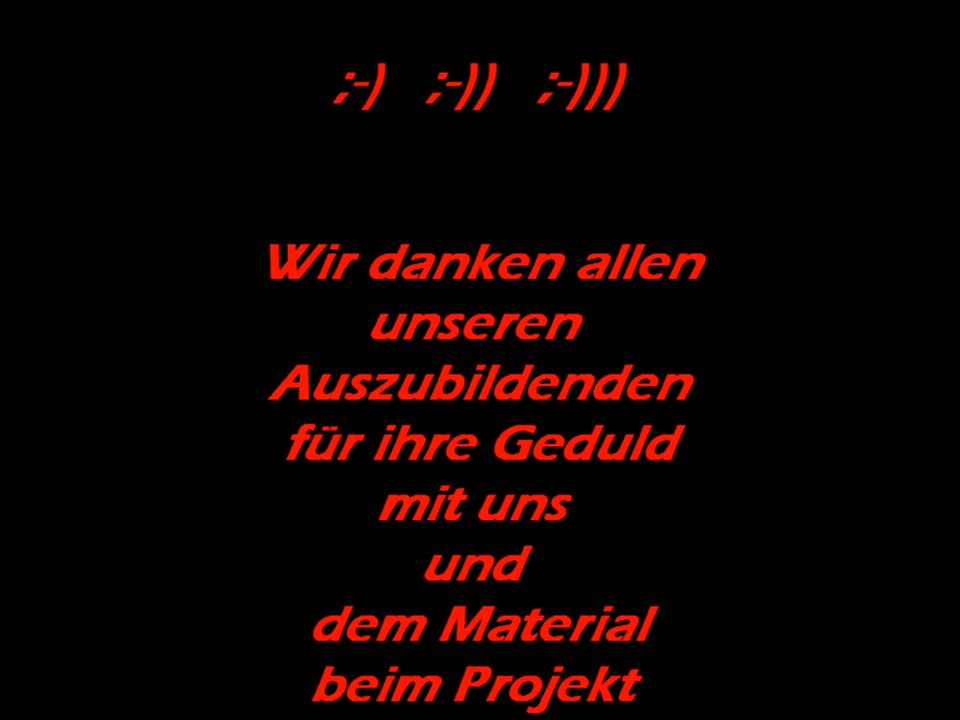 ;-) ;-)) ;-)))
Wir danken allen
unseren
Auszubildenden
für ihre Geduld
mit uns
und
dem Material
beim Projekt